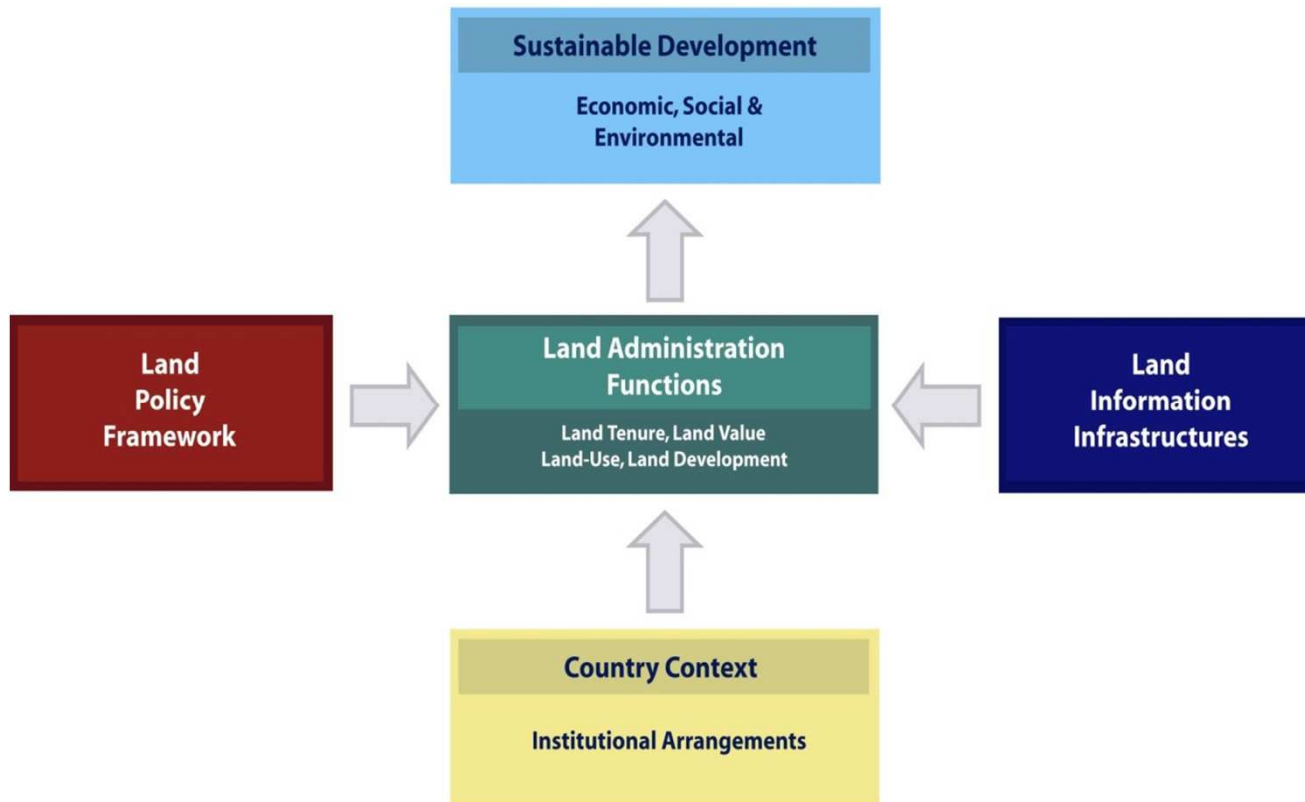 Sustainable Development
Economic, Social &
Environmental
Land
Policy
Framework
Land Administration
Functions
Land Tenure, Land Value
Land-Use, Land Development
Land
Information
Infrastructures
Country Context
Institutional Arrangements